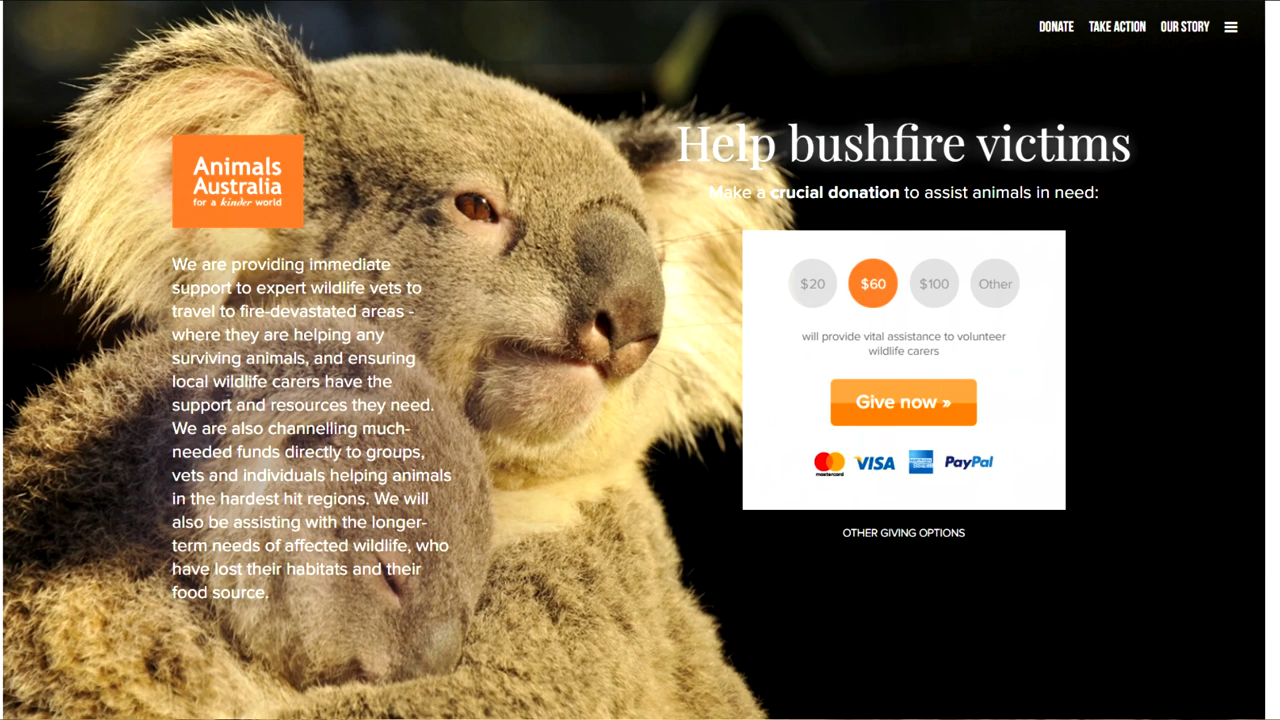 DONATE TAKE ACTION OUR STORY
Animals
Australia
for a kinder world
We are providing immediate
support to expert wildlife vets to
travel to fire-devastated areas -
where they are helping any
surviving animals, and ensuring
local wildlife carers have the
support and resources they need.
We are also channelling much-
needed funds directly to groups,
vets and individuals helping animals
in the hardest hit regions. We will
also be assisting with the longer-
term needs of affected wildlife, who
have lost their habitats and their
food source.
Help bushfire victims
Make a crucial donation to assist animals in need:
$20 $60 $100 Other
will provide vital assistance to volunteer
wildlife carers
Give now »
mastercard VISA AMERICAN EXPRESS PayPal
OTHER GIVING OPTIONS